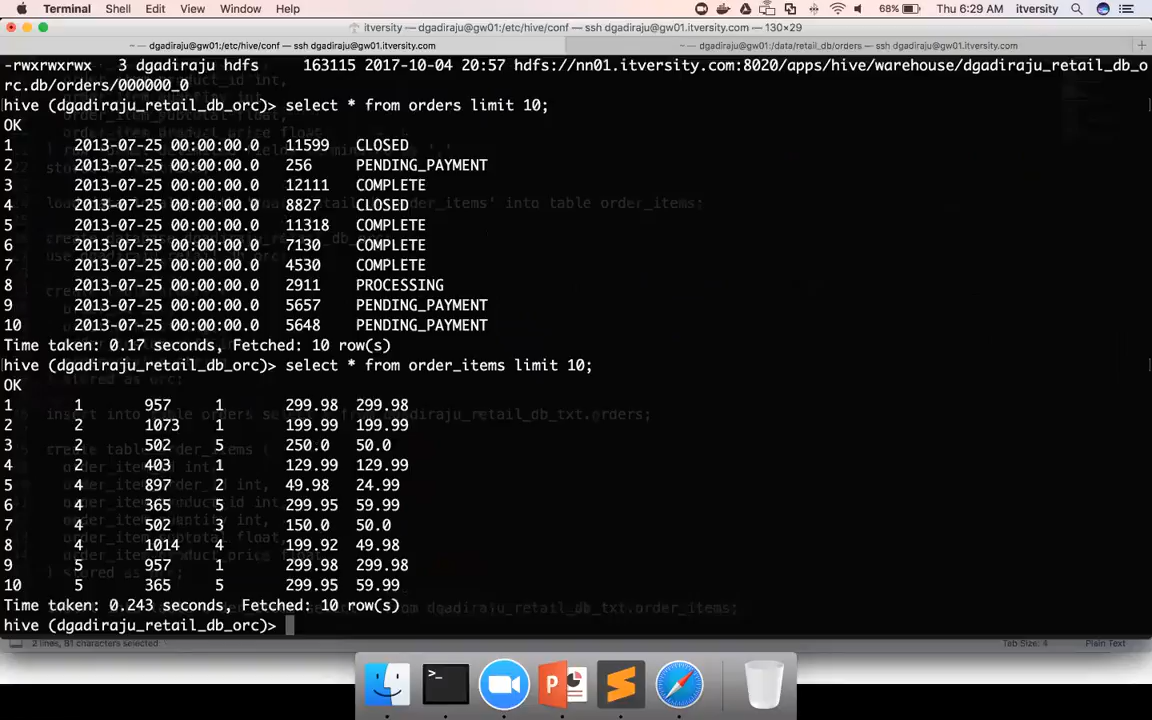 Terminal Shell Edit View Window Help 68% Thu 6:29 AM itversity
itversity — dgadiraju@gw01:/etc/hive/conf — ssh dgadiraju@gw01.itversity.com — 130×29
~ — dgadiraju@gw01:/etc/hive/conf — ssh dgadiraju@gw01.itversity.com ~ — dgadiraju@gw01:/data/retail_db/orders — ssh dgadiraju@gw01.itversity.com
-rwxrwxrwx 3 dgadiraju hdfs 163115 2017-10-04 20:57 hdfs://nn01.itversity.com:8020/apps/hive/warehouse/dgadiraju_retail_db_o
rc.db/orders/000000_0
hive (dgadiraju_retail_db_orc)> select * from orders limit 10;
OK
1 2013-07-25 00:00:00.0 11599 CLOSED
2 2013-07-25 00:00:00.0 256 PENDING_PAYMENT
3 2013-07-25 00:00:00.0 12111 COMPLETE
4 2013-07-25 00:00:00.0 8827 CLOSED
5 2013-07-25 00:00:00.0 11318 COMPLETE
6 2013-07-25 00:00:00.0 7130 COMPLETE
7 2013-07-25 00:00:00.0 4530 COMPLETE
8 2013-07-25 00:00:00.0 2911 PROCESSING
9 2013-07-25 00:00:00.0 5657 PENDING_PAYMENT
10 2013-07-25 00:00:00.0 5648 PENDING_PAYMENT
Time taken: 0.17 seconds, Fetched: 10 row(s)
hive (dgadiraju_retail_db_orc)> select * from order_items limit 10;
OK
1 1 957 1 299.98 299.98
2 2 1073 1 199.99 199.99
3 2 502 5 250.0 50.0
4 2 403 1 129.99 129.99
5 4 897 2 49.98 24.99
6 4 365 5 299.95 59.99
7 4 502 3 150.0 50.0
8 4 1014 4 199.92 49.98
9 5 957 1 299.98 299.98
10 5 365 5 299.95 59.99
Time taken: 0.243 seconds, Fetched: 10 row(s)
hive (dgadiraju_retail_db_orc)>
2 lines, 81 characters selected Tab Size: 4 Plain Text